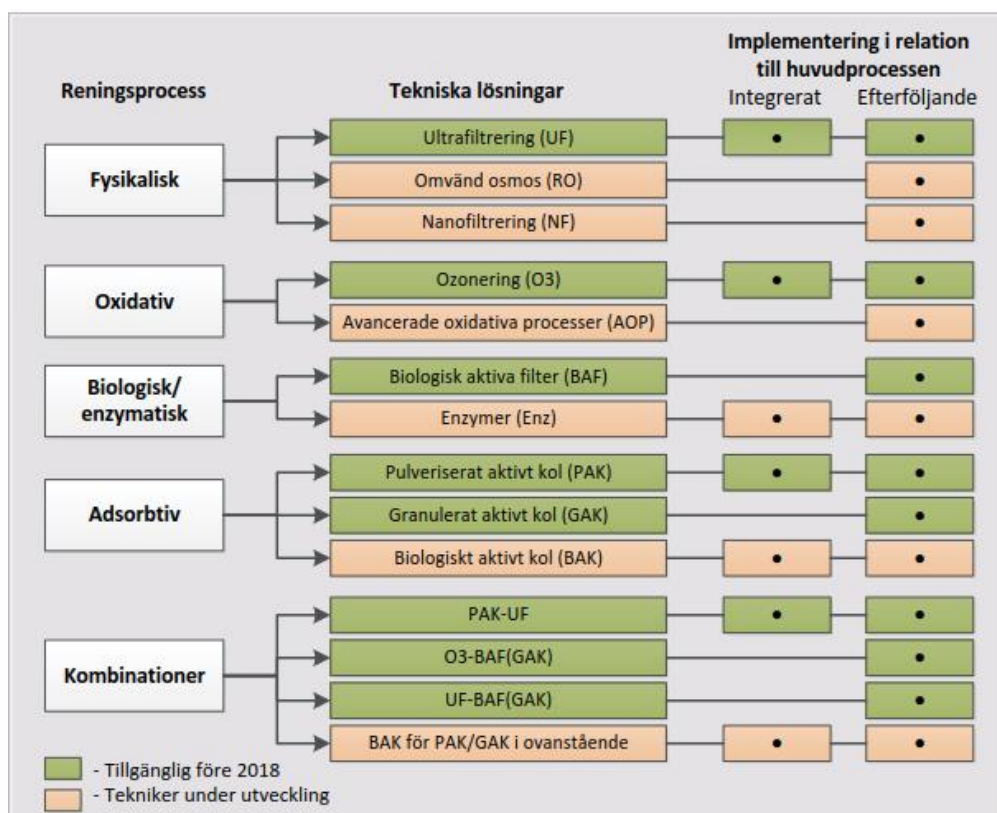 Implementering i relation
till huvudprocessen
Reningsprocess
Tekniska lösningar
Integrerat
Efterföljande
Fysikalisk
Ultrafiltrering (UF)
Omvänd osmos (RO)
Nanofiltrering (NF)
Oxidativ
Ozonering (O3)
Avancerade oxidativa processer (AOP)
Biologisk/
enzymatisk
Biologisk aktiva filter (BAF)
Enzymer (Enz)
Adsorbtiv
Pulveriserat aktivt kol (PAK)
Granulerat aktivt kol (GAK)
Biologiskt aktivt kol (BAK)
Kombinationer
PAK-UF
O3-BAF(GAK)
UF-BAF(GAK)
BAK för PAK/GAK i ovanstående
- Tillgänglig före 2018
- Tekniker under utveckling